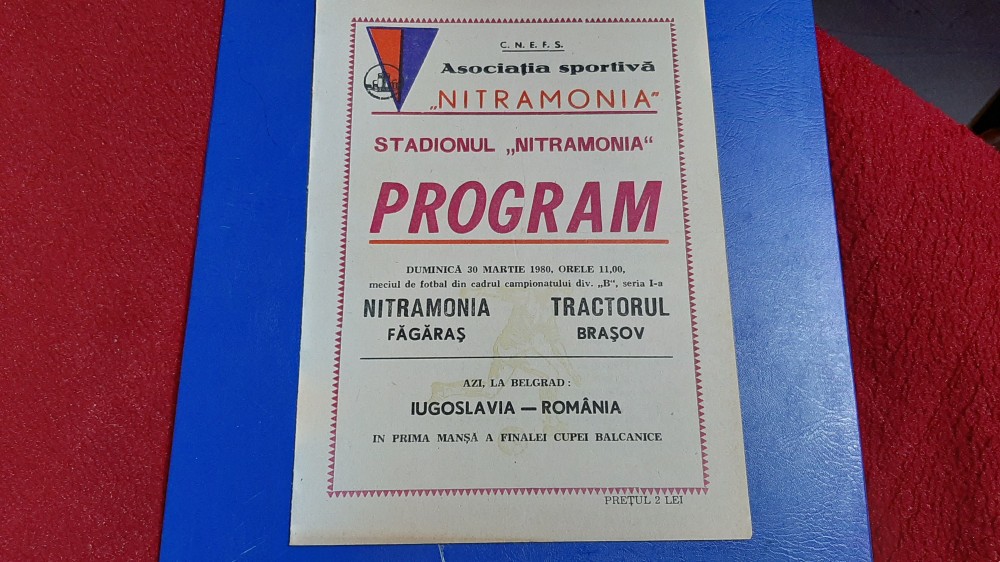 C. N. E. F. S.
Asociația sportivă
„NITRAMONIA"
STADIONUL „NITRAMONIA"
PROGRAM
DUMINICĂ 30 MARTIE 1980, ORELE 11,00,
meciul de fotbal din cadrul campionatului div. „B", seria I-a
NITRAMONIA TRACTORUL
FĂGĂRAȘ BRAȘOV
AZI, LA BELGRAD :
IUGOSLAVIA — ROMÂNIA
IN PRIMA MANȘĂ A FINALEI CUPEI BALCANICE
PREȚUL 2 LEI